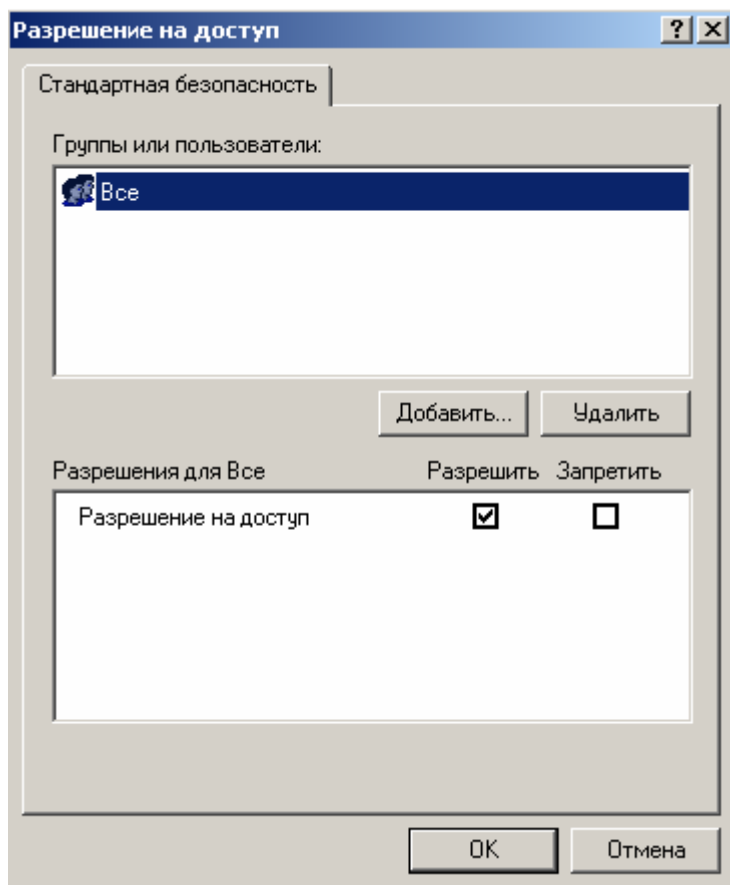 Разрешение на доступ
Стандартная безопасность
Группы или пользователи:
Все
Добавить... Удалить
Разрешения для Все Разрешить Запретить
Разрешение на доступ
OK Отмена